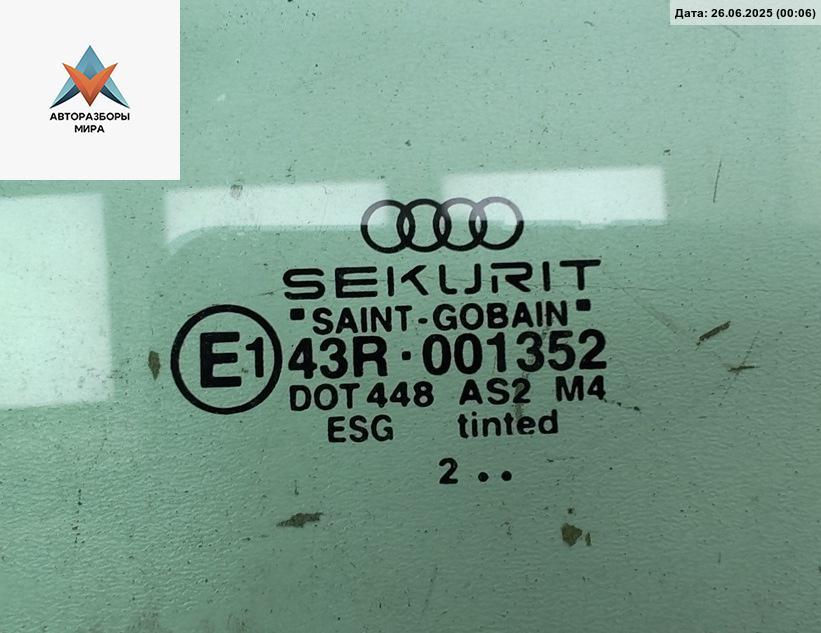 Дата: 26.06.2025 (00:06)
АВТОРАЗБОРЫ
МИРА
SEKURIT
"SAINT-GOBAIN"
E1 43R·001352
DOT 448 AS2 M4
ESG tinted
2 ..